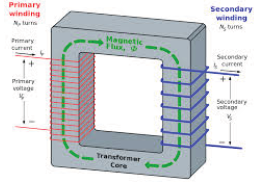 Primary
winding
Nₚ turns
Primary
current
Iₚ
+
Primary
voltage
Vₚ
−
Magnetic
Flux, Φ
Transformer
Core
Secondary
winding
Nₛ turns
Secondary
current
Iₛ
+
Secondary
voltage
Vₛ
−